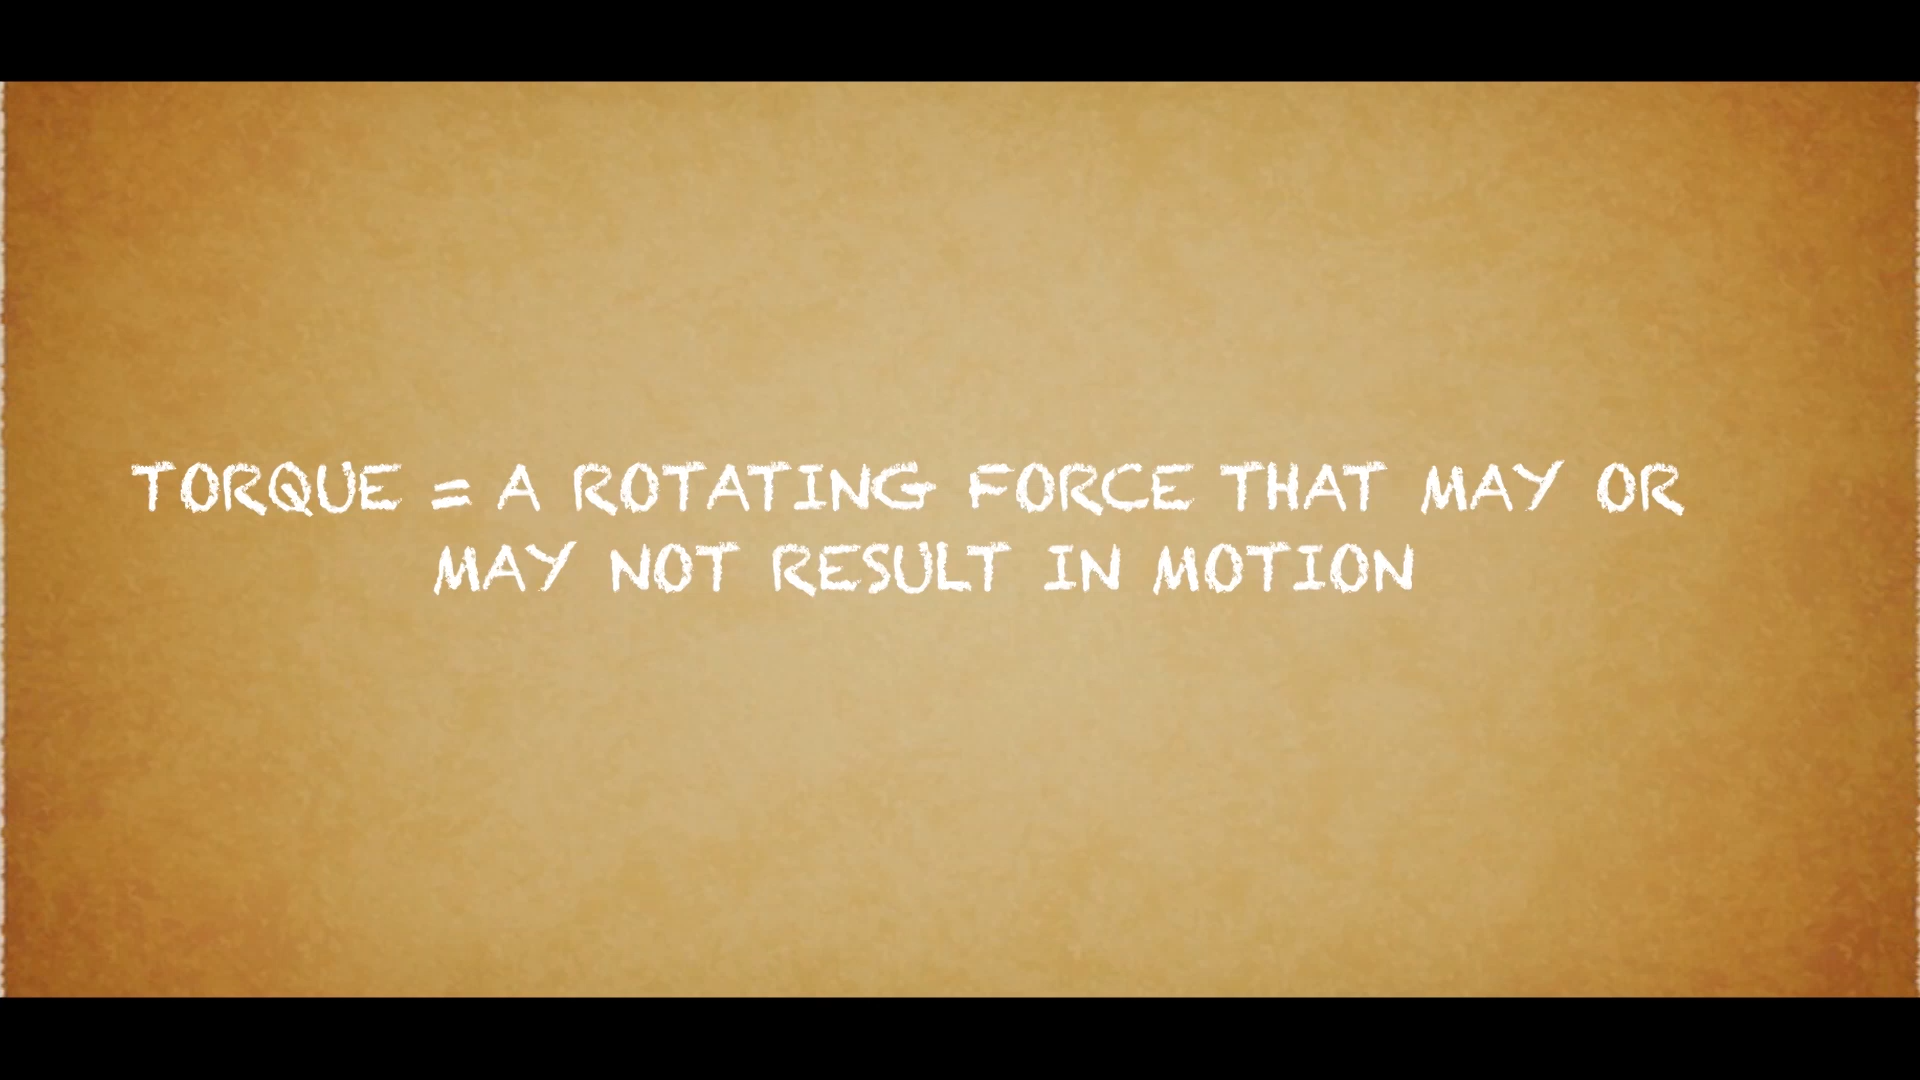 TORQUE = A ROTATING FORCE THAT MAY OR
MAY NOT RESULT IN MOTION